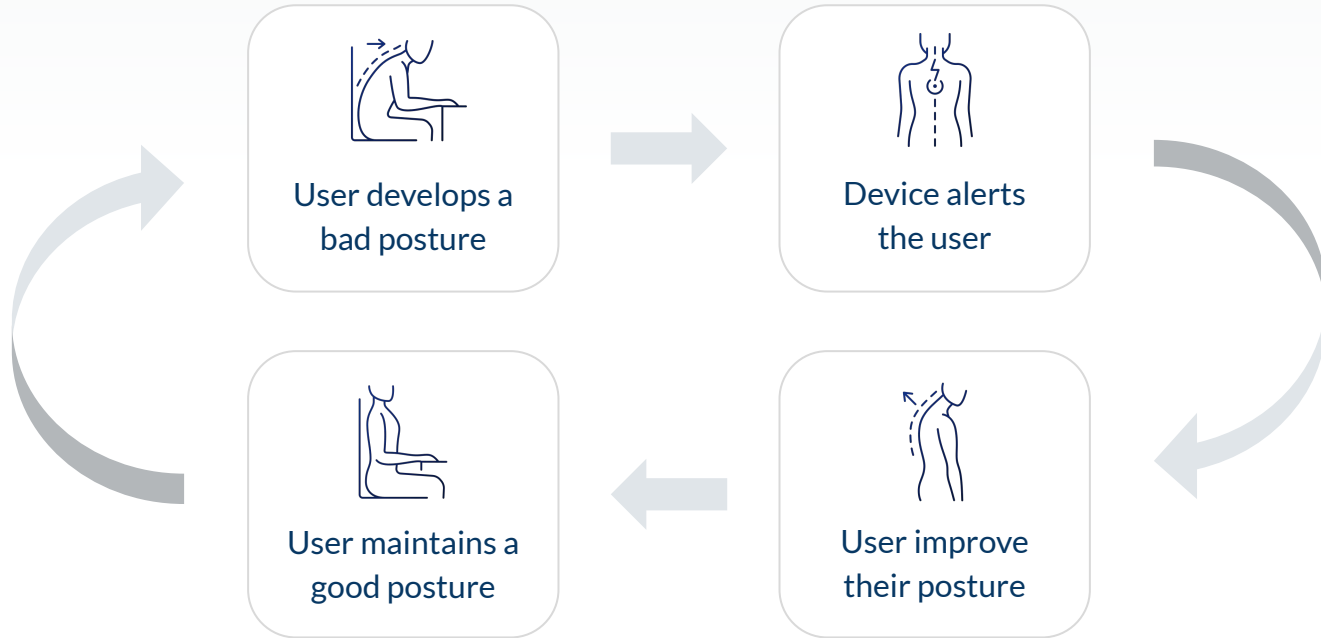 User develops a
bad posture
Device alerts
the user
User improve
their posture
User maintains a
good posture